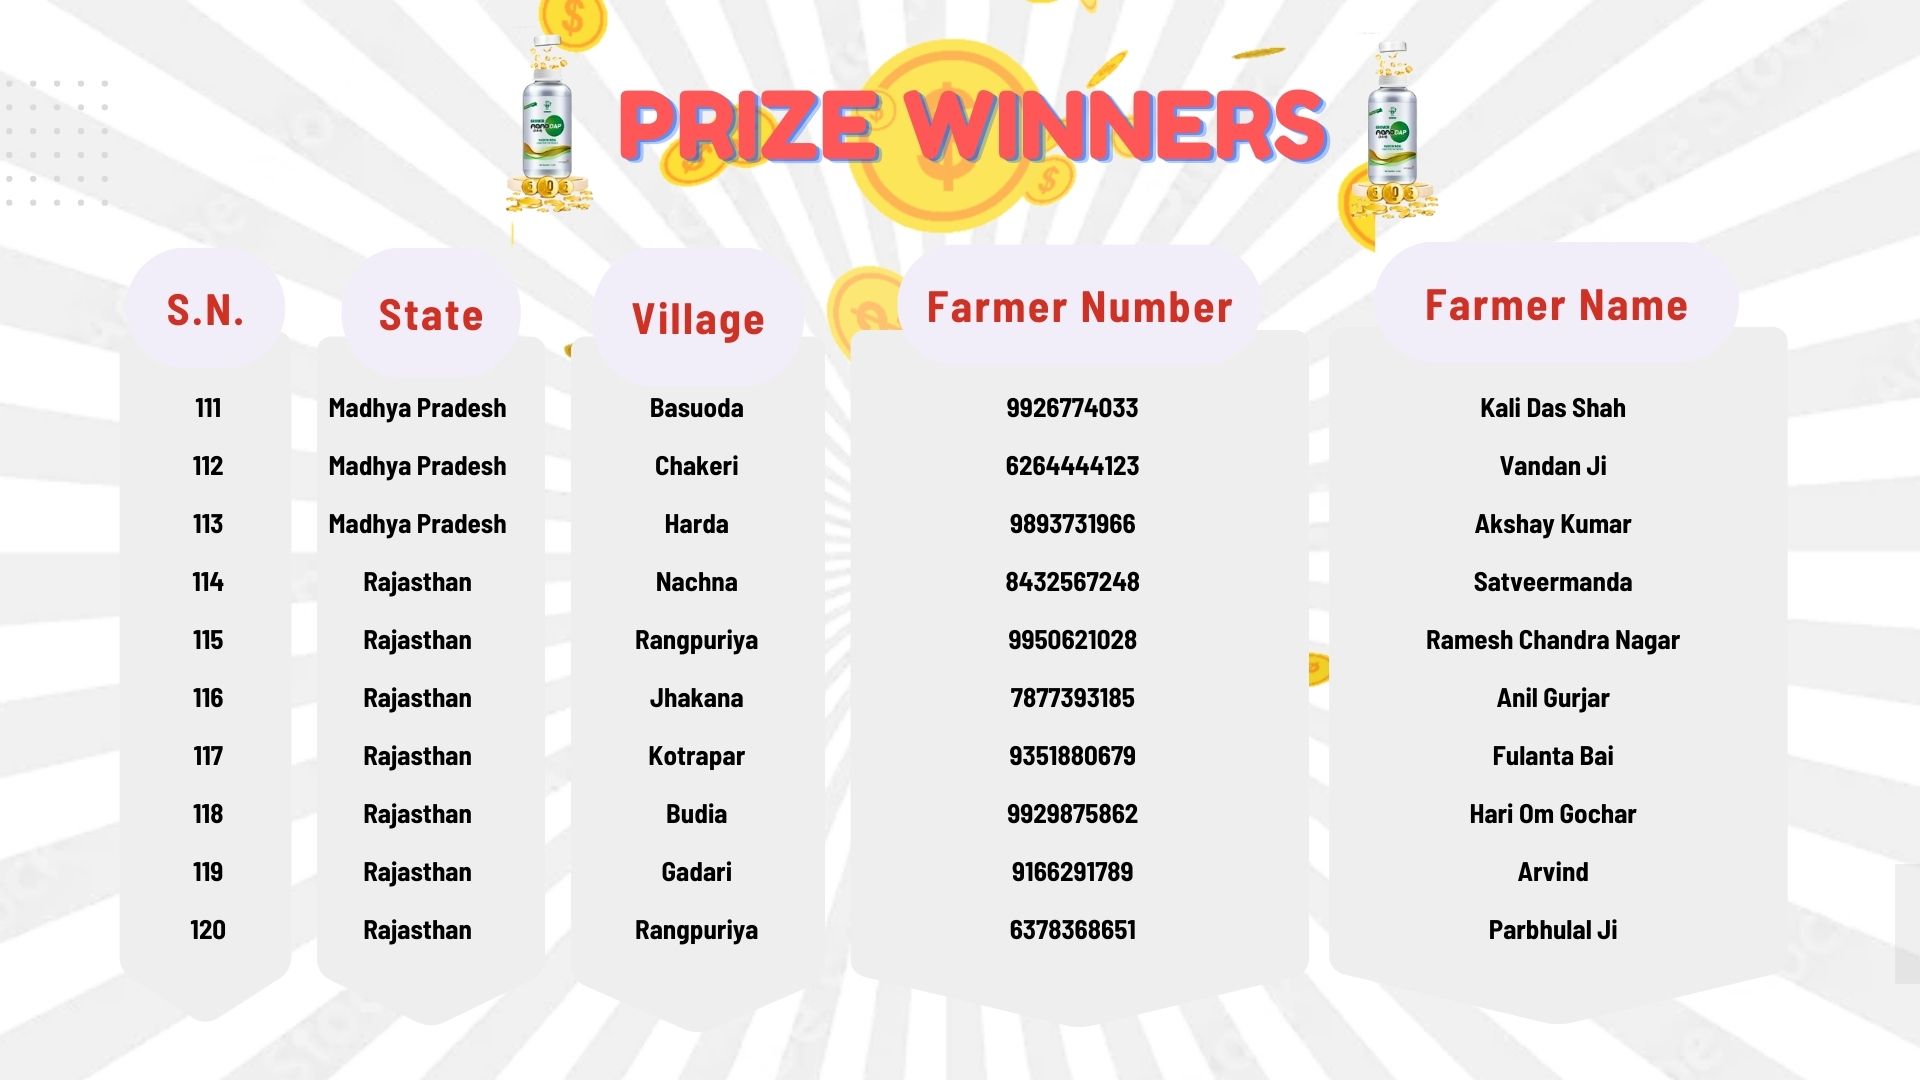 PRIZE WINNERS
S.N. State Village Farmer Number Farmer Name
111 Madhya Pradesh Basuoda 9926774033 Kali Das Shah
112 Madhya Pradesh Chakeri 6264444123 Vandan Ji
113 Madhya Pradesh Harda 9893731966 Akshay Kumar
114 Rajasthan Nachna 8432567248 Satveermanda
115 Rajasthan Rangpuriya 9950621028 Ramesh Chandra Nagar
116 Rajasthan Jhakana 7877393185 Anil Gurjar
117 Rajasthan Kotrapar 9351880679 Fulanta Bai
118 Rajasthan Budia 9929875862 Hari Om Gochar
119 Rajasthan Gadari 9166291789 Arvind
120 Rajasthan Rangpuriya 6378368651 Parbhulal Ji